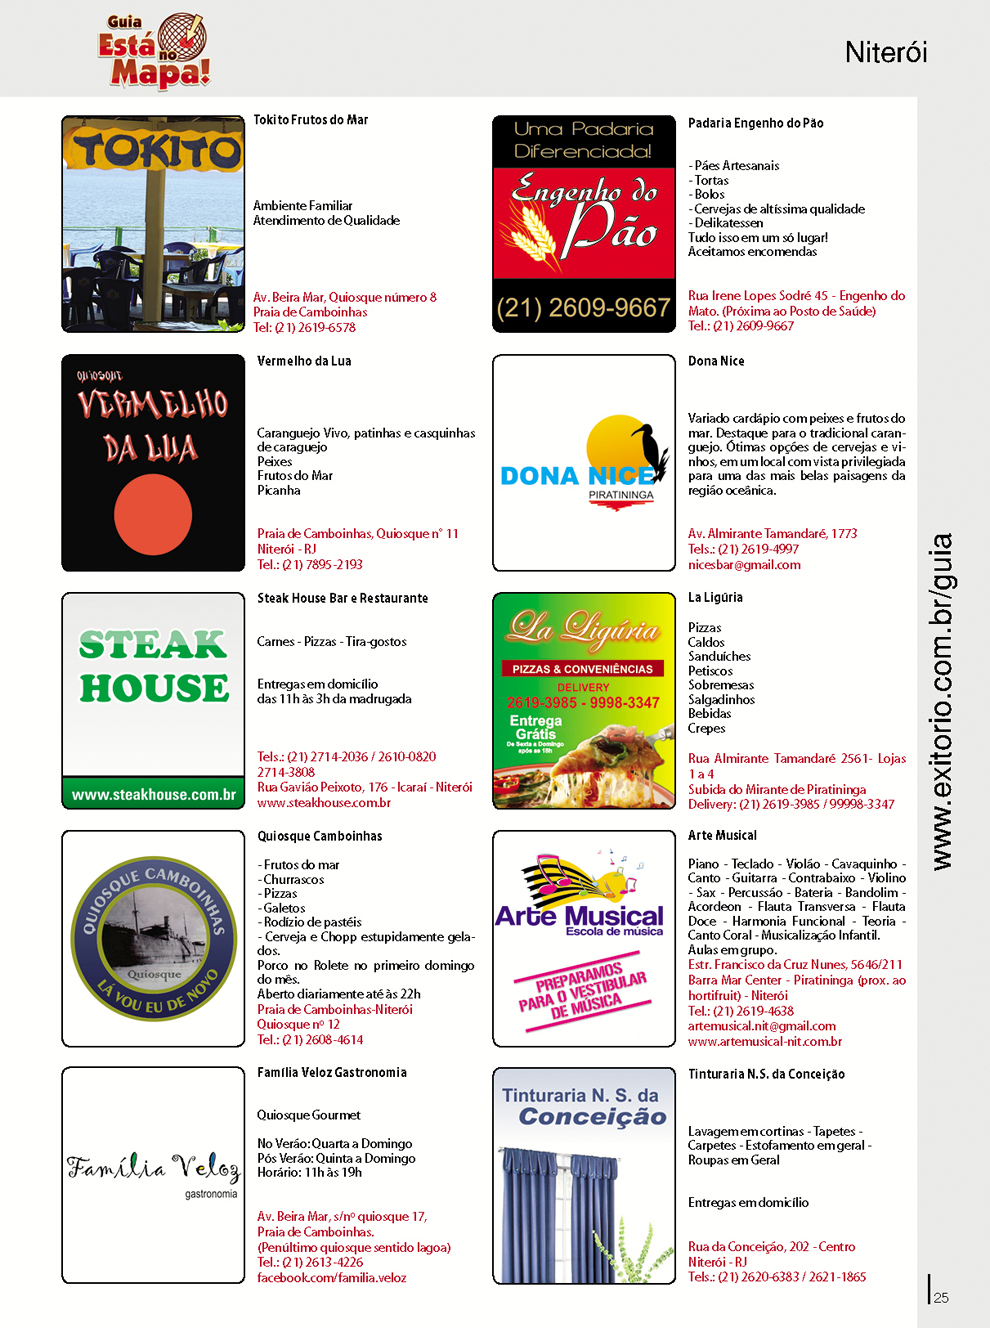 Guia
Está
no
Mapa!
Niterói
TOKITO
Tokito Frutos do Mar
Ambiente Familiar
Atendimento de Qualidade
Av. Beira Mar, Quiosque número 8
Praia de Camboinhas
Tel: (21) 2619-6578
Uma Padaria
Diferenciada!
Engenho do
Pão
(21) 2609-9667
Padaria Engenho do Pão
- Pães Artesanais
- Tortas
- Bolos
- Cervejas de altíssima qualidade
- Delikatessen
Tudo isso em um só lugar!
Aceitamos encomendas
Rua Irene Lopes Sodré 45 - Engenho do
Mato. (Próxima ao Posto de Saúde)
Tel.: (21) 2609-9667
QUIOSQUE
VERMELHO
DA LUA
Vermelho da Lua
Caranguejo Vivo, patinhas e casquinhas
de caraguejo
Peixes
Frutos do Mar
Picanha
Praia de Camboinhas, Quiosque n° 11
Niterói - RJ
Tel.: (21) 7895-2193
DONA NICE
PIRATININGA
Dona Nice
Variado cardápio com peixes e frutos do
mar. Destaque para o tradicional caran-
guejo. Ótimas opções de cervejas e vi-
nhos, em um local com vista privilegiada
para uma das mais belas paisagens da
região oceânica.
Av. Almirante Tamandaré, 1773
Tels.: (21) 2619-4997
nicesbar@gmail.com
STEAK
HOUSE
www.steakhouse.com.br
Steak House Bar e Restaurante
Carnes - Pizzas - Tira-gostos
Entregas em domicílio
das 11h às 3h da madrugada
Tels.: (21) 2714-2036 / 2610-0820
2714-3808
Rua Gavião Peixoto, 176 - Icaraí - Niterói
www.steakhouse.com.br
La Ligúria
PIZZAS & CONVENIÊNCIAS
DELIVERY
2619-3985 - 9998-3347
Entrega
Grátis
De Sexta a Domingo
após as 18h
La Ligúria
Pizzas
Caldos
Sanduíches
Petiscos
Sobremesas
Salgadinhos
Bebidas
Crepes
Rua Almirante Tamandaré 2561- Lojas
1 a 4
Subida do Mirante de Piratininga
Delivery: (21) 2619-3985 / 99998-3347
QUIOSQUE CAMBOINHAS
Quiosque
LÁ VOU EU DE NOVO
Quiosque Camboinhas
- Frutos do mar
- Churrascos
- Pizzas
- Galetos
- Rodízio de pastéis
- Cerveja e Chopp estupidamente gela-
dos.
Porco no Rolete no primeiro domingo
do mês.
Aberto diariamente até às 22h
Praia de Camboinhas-Niterói
Quiosque nº 12
Tel.: (21) 2608-4614
Arte Musical
Escola de música
PREPARAMOS
PARA O VESTIBULAR
DE MÚSICA
Arte Musical
Piano - Teclado - Violão - Cavaquinho -
Canto - Guitarra - Contrabaixo - Violino
- Sax - Percussão - Bateria - Bandolim -
Acordeon - Flauta Transversa - Flauta
Doce - Harmonia Funcional - Teoria -
Canto Coral - Musicalização Infantil.
Aulas em grupo.
Estr. Francisco da Cruz Nunes, 5646/211
Barra Mar Center - Piratininga (prox. ao
hortifruit) - Niterói
Tel.: (21) 2619-4638
artemusical.nit@gmail.com
www.artemusical-nit.com.br
Família Veloz
gastronomia
Família Veloz Gastronomia
Quiosque Gourmet
No Verão: Quarta a Domingo
Pós Verão: Quinta a Domingo
Horário: 11h às 19h
Av. Beira Mar, s/nº quiosque 17,
Praia de Camboinhas.
(Penúltimo quiosque sentido lagoa)
Tel.: (21) 2613-4226
facebook.com/familia.veloz
Tinturaria N. S. da
Conceição
Tinturaria N.S. da Conceição
Lavagem em cortinas - Tapetes -
Carpetes - Estofamento em geral -
Roupas em Geral
Entregas em domicílio
Rua da Conceição, 202 - Centro
Niterói - RJ
Tels.: (21) 2620-6383 / 2621-1865
www.exitorio.com.br/guia
25